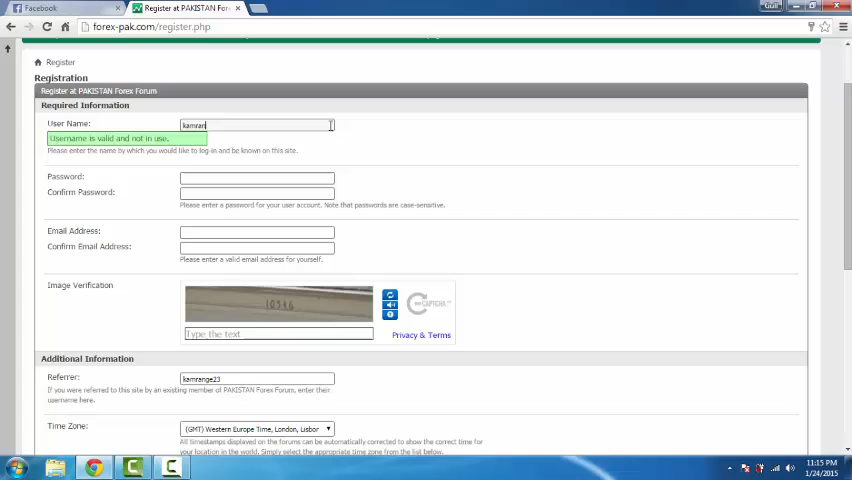 Facebook
Register at PAKISTAN For
Gull
forex-pak.com/register.php
Register
Registration
Register at PAKISTAN Forex Forum
Required Information
User Name:
kamran
Username is valid and not in use.
Please enter the name by which you would like to log-in and be known on this site.
Password:
Confirm Password:
Please enter a password for your user account. Note that passwords are case-sensitive.
Email Address:
Confirm Email Address:
Please enter a valid email address for yourself.
Image Verification
Type the text
Privacy & Terms
Additional Information
Referrer:
kamrange23
If you were referred to this site by an existing member of PAKISTAN Forex Forum, enter their
username here.
Time Zone:
(GMT) Western Europe Time, London, Lisbor
All timestamps displayed on the forums can be automatically corrected to show the correct time for
your location in the world. Simply select the appropriate time zone from the list below.
11:15 PM
1/24/2015